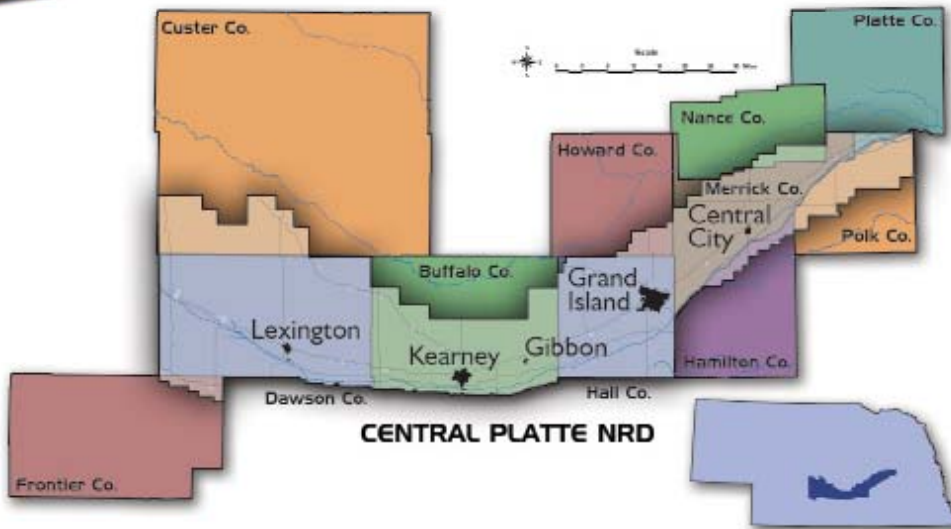 Custer Co.
Platte Co.
Scale
Nance Co.
Howard Co.
Merrick Co.
Central
City
Polk Co.
Buffalo Co.
Grand
Island
Lexington
Kearney
Gibbon
Hamilton Co.
Dawson Co.
Hall Co.
CENTRAL PLATTE NRD
Frontier Co.